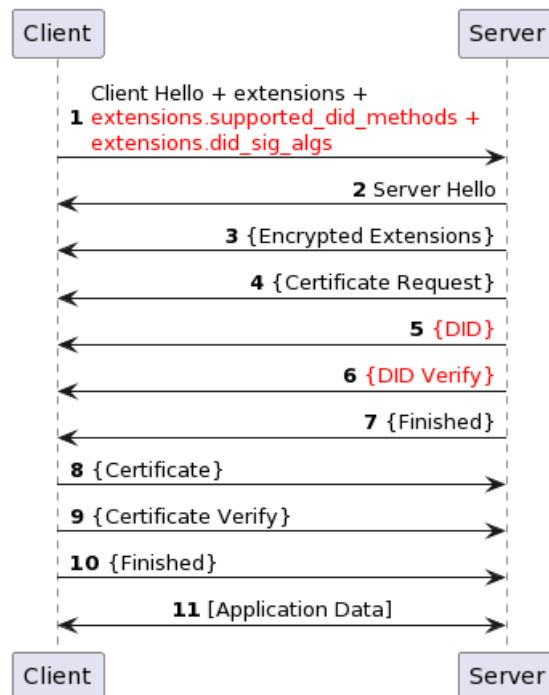 Client Server
Client Hello + extensions +
1 extensions.supported_did_methods +
extensions.did_sig_algs
2 Server Hello
3 {Encrypted Extensions}
4 {Certificate Request}
5 {DID}
6 {DID Verify}
7 {Finished}
8 {Certificate}
9 {Certificate Verify}
10 {Finished}
11 [Application Data]
Client Server